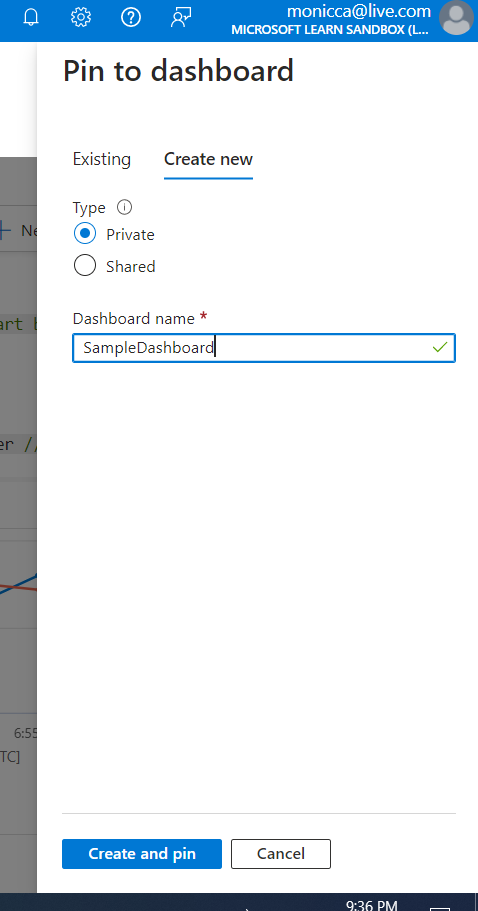 monicca@live.com
MICROSOFT LEARN SANDBOX (L...
Pin to dashboard
Existing
Create new
Type
Private
Shared
Dashboard name *
SampleDashboard
+ Ne
art b
er //
6:55
TC]
Create and pin
Cancel
9:36 PM